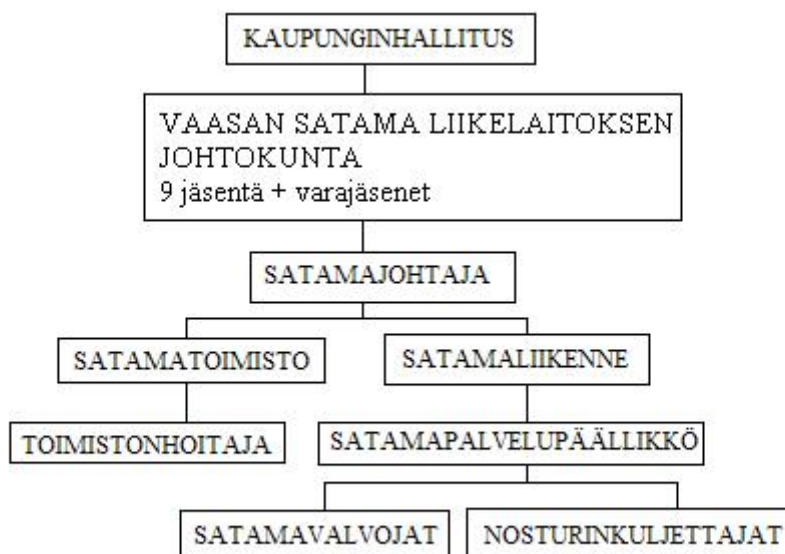 KAUPUNGINHALLITUS
VAASAN SATAMA LIIKELAITOKSEN
JOHTOKUNTA
9 jäsentä + varajäsenet
SATAMAJOHTAJA
SATAMATOIMISTO
SATAMALIIKENNE
TOIMISTONHOITAJA
SATAMAPALVELUPÄÄLLIKKÖ
SATAMAVALVOJAT
NOSTURINKULJETTAJAT